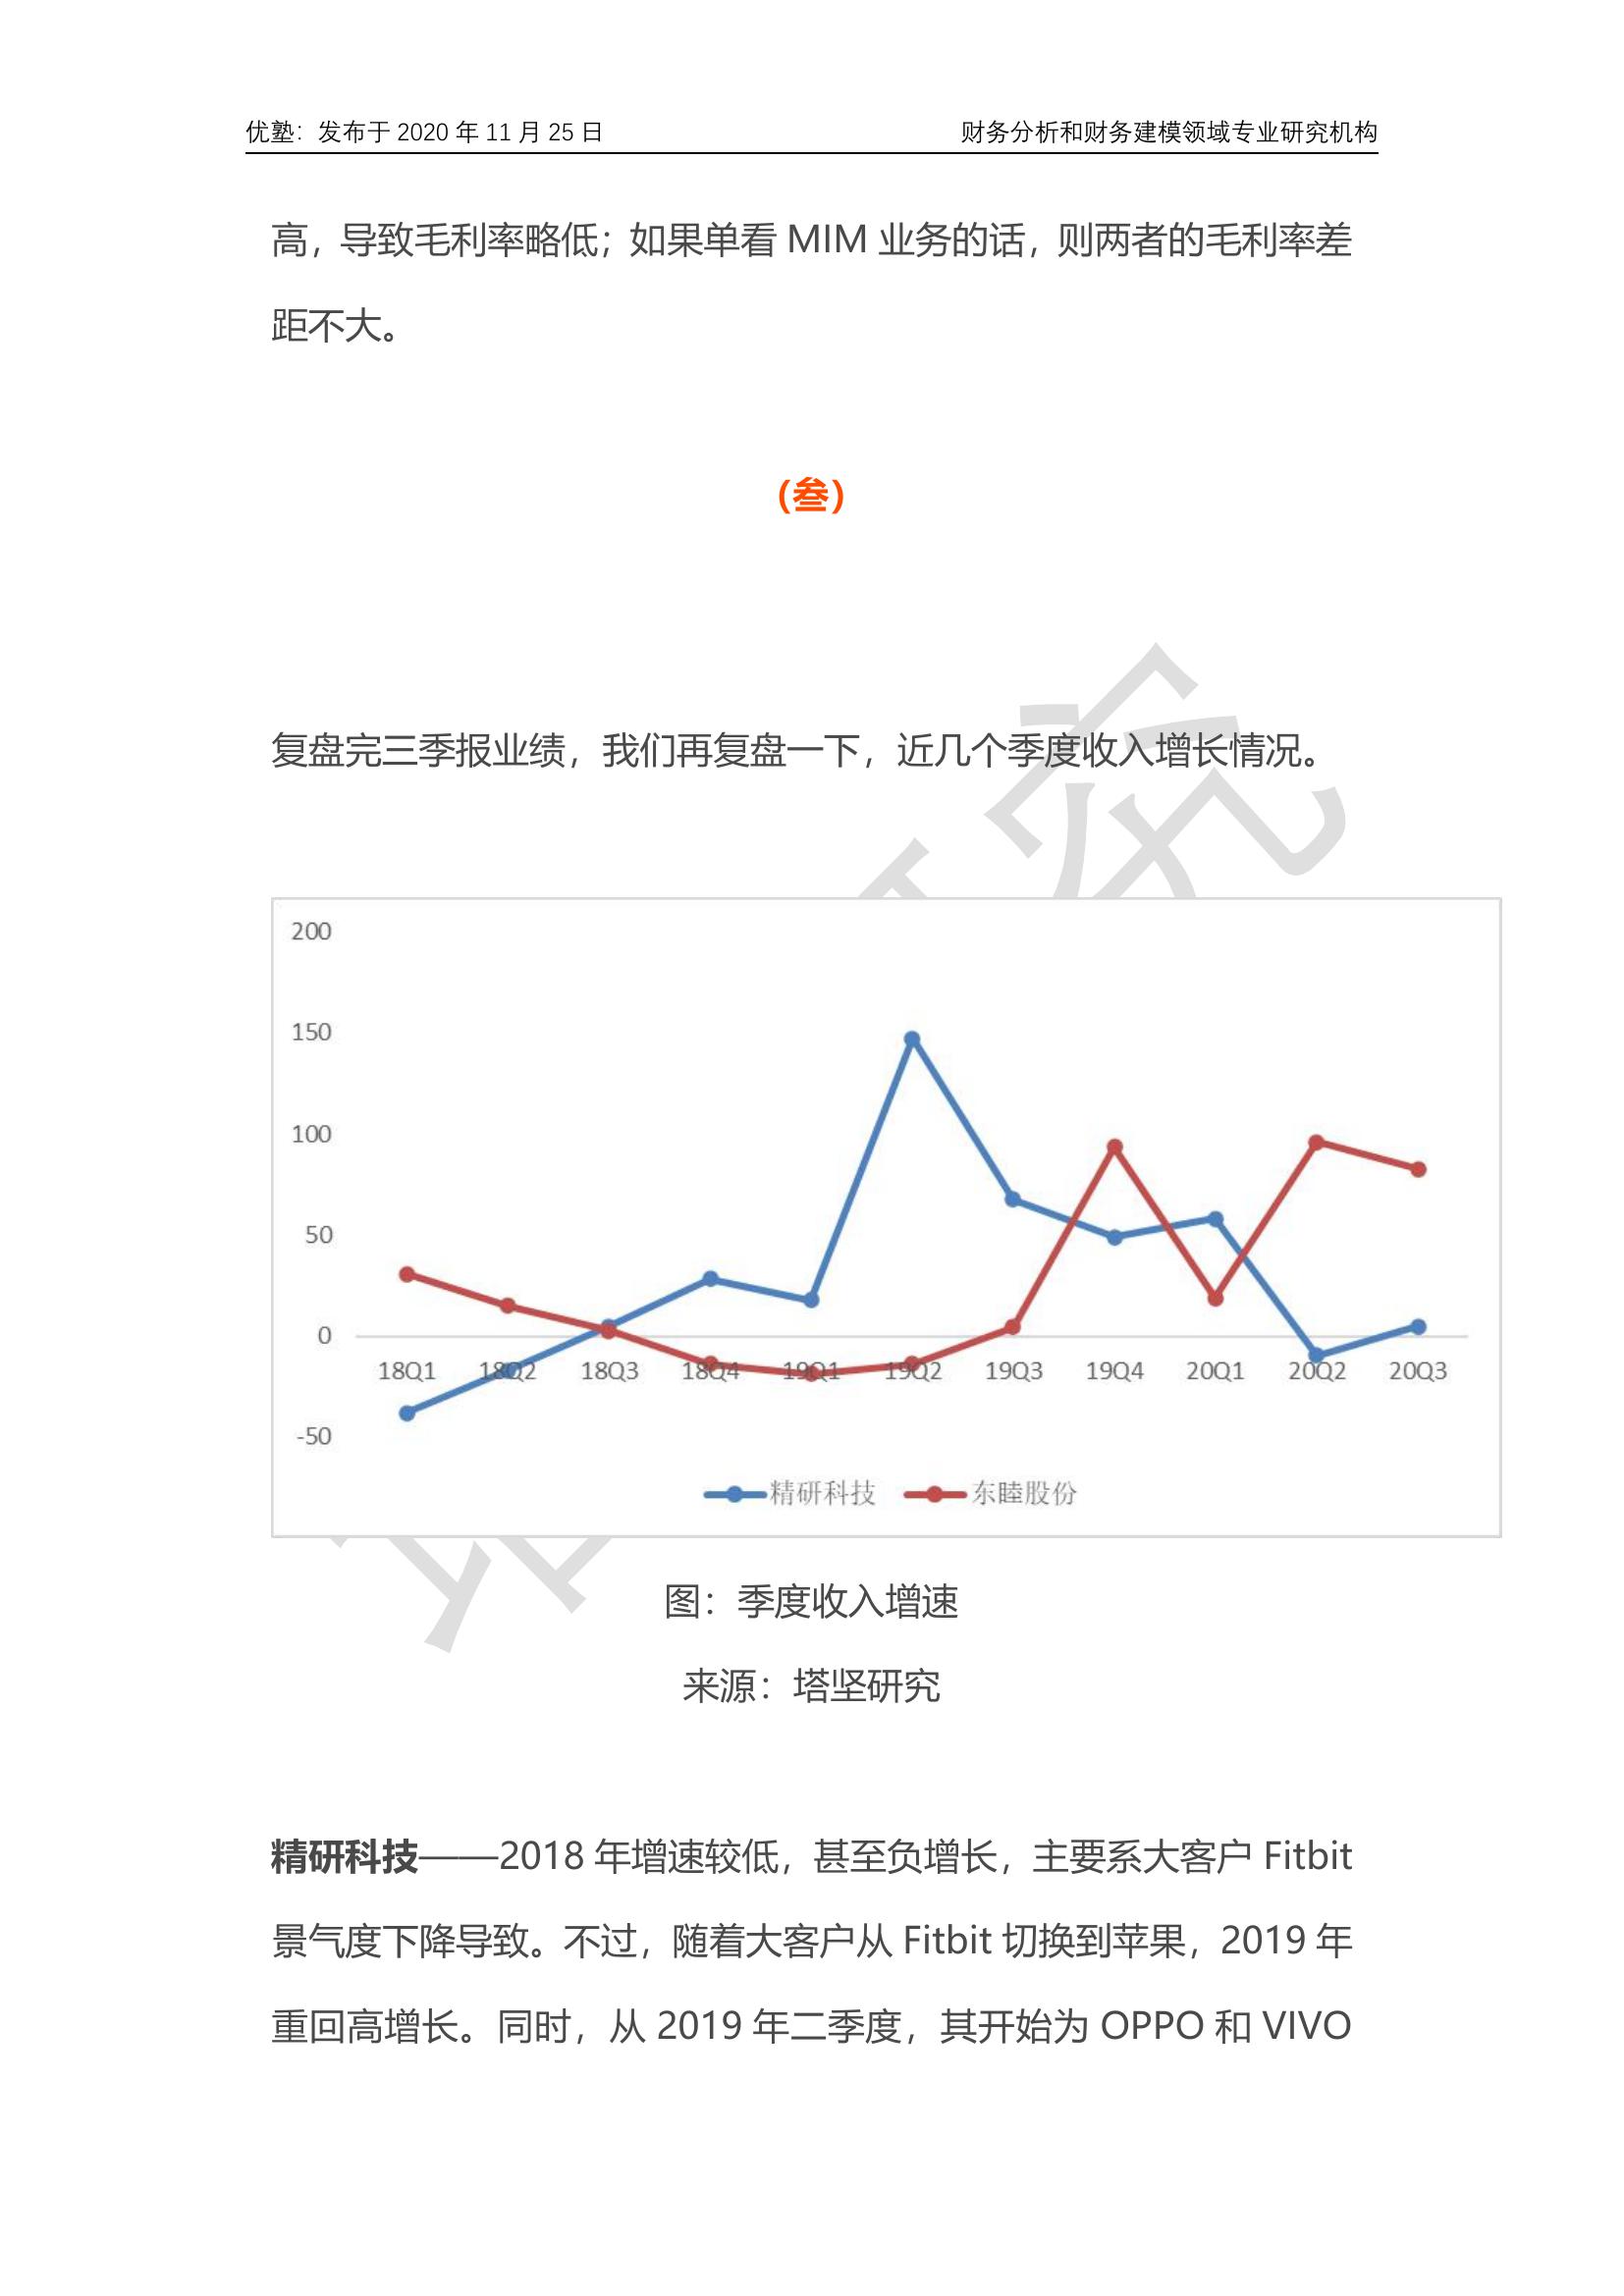 优塾：发布于 2020 年 11 月 25 日 财务分析和财务建模领域专业研究机构
高，导致毛利率略低；如果单看 MIM 业务的话，则两者的毛利率差
距不大。
（叁）
复盘完三季报业绩，我们再复盘一下，近几个季度收入增长情况。
200
150
100
50
0
18Q1 18Q2 18Q3 18Q4 19Q1 19Q2 19Q3 19Q4 20Q1 20Q2 20Q3
-50
精研科技 东睦股份
图：季度收入增速
来源：塔坚研究
精研科技——2018 年增速较低，甚至负增长，主要系大客户 Fitbit
景气度下降导致。不过，随着大客户从 Fitbit 切换到苹果，2019 年
重回高增长。同时，从 2019 年二季度，其开始为 OPPO 和 VIVO